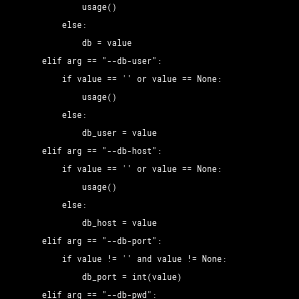 usage()
else:
db = value
elif arg == "--db-user":
if value == '' or value == None:
usage()
else:
db_user = value
elif arg == "--db-host":
if value == '' or value == None:
usage()
else:
db_host = value
elif arg == "--db-port":
if value != '' and value != None:
db_port = int(value)
elif arg == "--db-pwd":